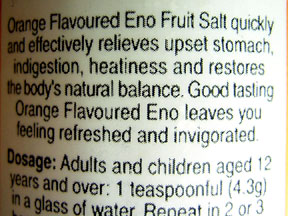 Orange Flavoured Eno Fruit Salt quickly
and effectively relieves upset stomach,
indigestion, heatiness and restores
the body's natural balance. Good tasting
Orange Flavoured Eno leaves you
feeling refreshed and invigorated.
Dosage: Adults and children aged 12
years and over: 1 teaspoonful (4.3g)
in a glass of water. Repeat in 2 or 3